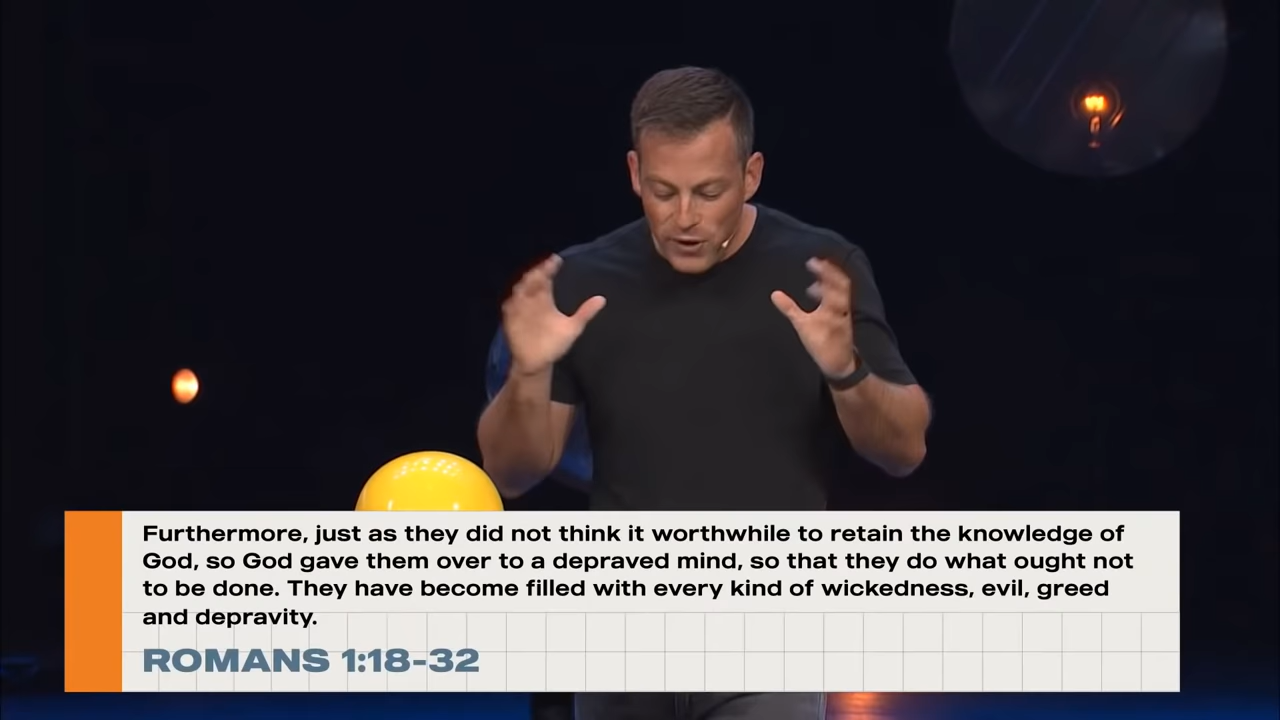 Furthermore, just as they did not think it worthwhile to retain the knowledge of
God, so God gave them over to a depraved mind, so that they do what ought not
to be done. They have become filled with every kind of wickedness, evil, greed
and depravity.
ROMANS 1:18-32